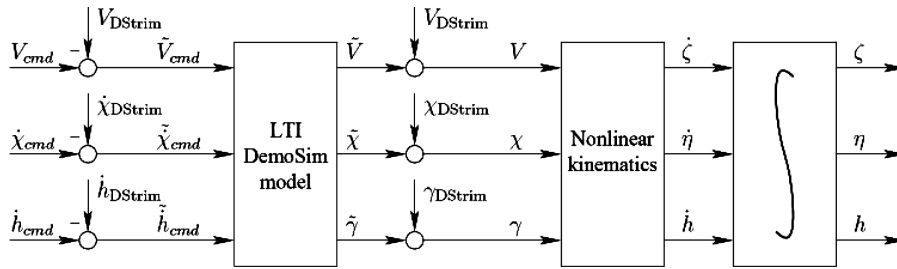 V_DStrim V_DStrim
V_cmd − Ṽ_cmd Ṽ V ζ̇ ζ
χ̇_DStrim χ_DStrim
χ̇_cmd − χ̃̇_cmd LTI DemoSim model χ̃ χ Nonlinear kinematics η̇ ∫ η
ḣ_DStrim γ_DStrim
ḣ_cmd − h̃̇_cmd γ̃ γ ḣ h